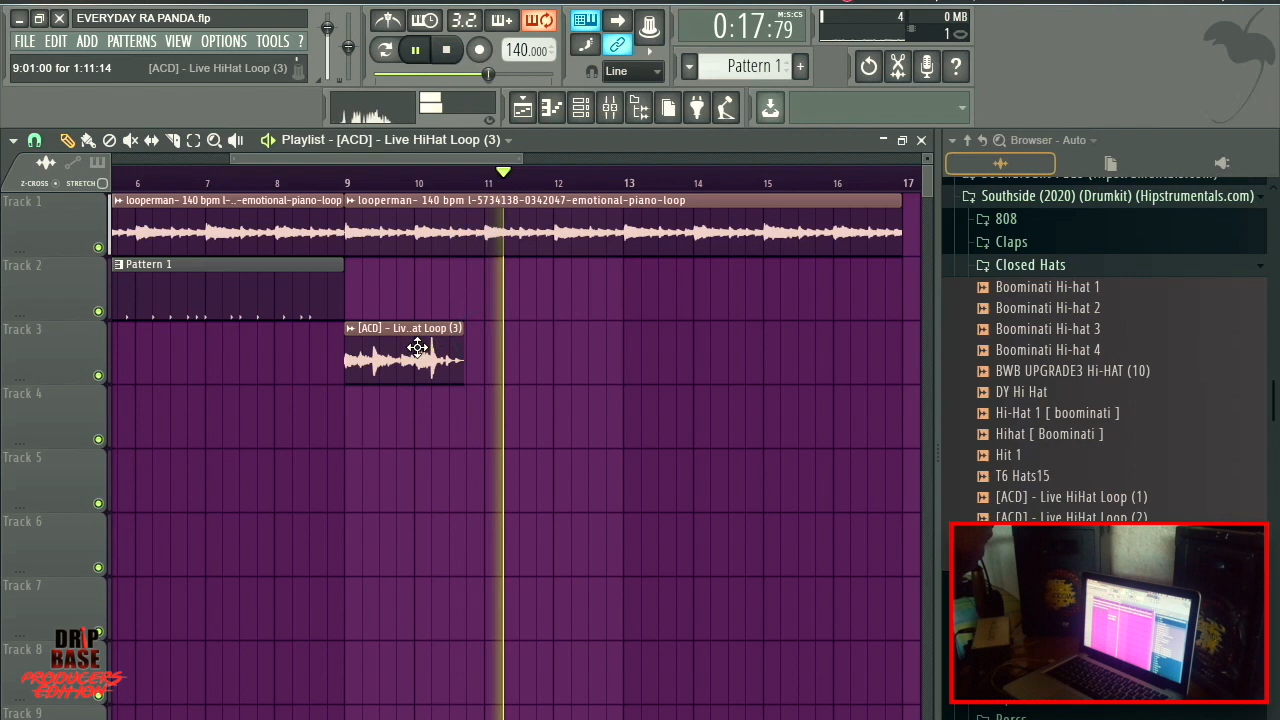 EVERYDAY RA PANDA.flp
FILE EDIT ADD PATTERNS VIEW OPTIONS TOOLS ?
9:01:00 for 1:11:14 [ACD] - Live HiHat Loop (3)
3.2.
140.000
Line
0:17:79
M:S:CS
Pattern 1
+
4
0 MB
1
?
Playlist - [ACD] - Live HiHat Loop (3)
Z-CROSS
STRETCH
6 7 8 9 10 11 12 13 14 15 16 17
Track 1
looperman- 140 bpm l-..-emotional-piano-loop
looperman- 140 bpm l-5734138-0342047-emotional-piano-loop
Track 2
Pattern 1
Track 3
[ACD] - Liv..at Loop (3)
Track 4
Track 5
Track 6
Track 7
Track 8
Track 9
DRIP
BASE
PRODUCERS
EDITION
Browser - Auto
Southside (2020) (Drumkit) (Hipstrumentals.com)
808
Claps
Closed Hats
Boominati Hi-hat 1
Boominati Hi-hat 2
Boominati Hi-hat 3
Boominati Hi-hat 4
BWB UPGRADE3 Hi-HAT (10)
DY Hi Hat
Hi-Hat 1 [ boominati ]
Hihat [ Boominati ]
Hit 1
T6 Hats15
[ACD] - Live HiHat Loop (1)
[ACD] - Live HiHat Loop (2)
Percs